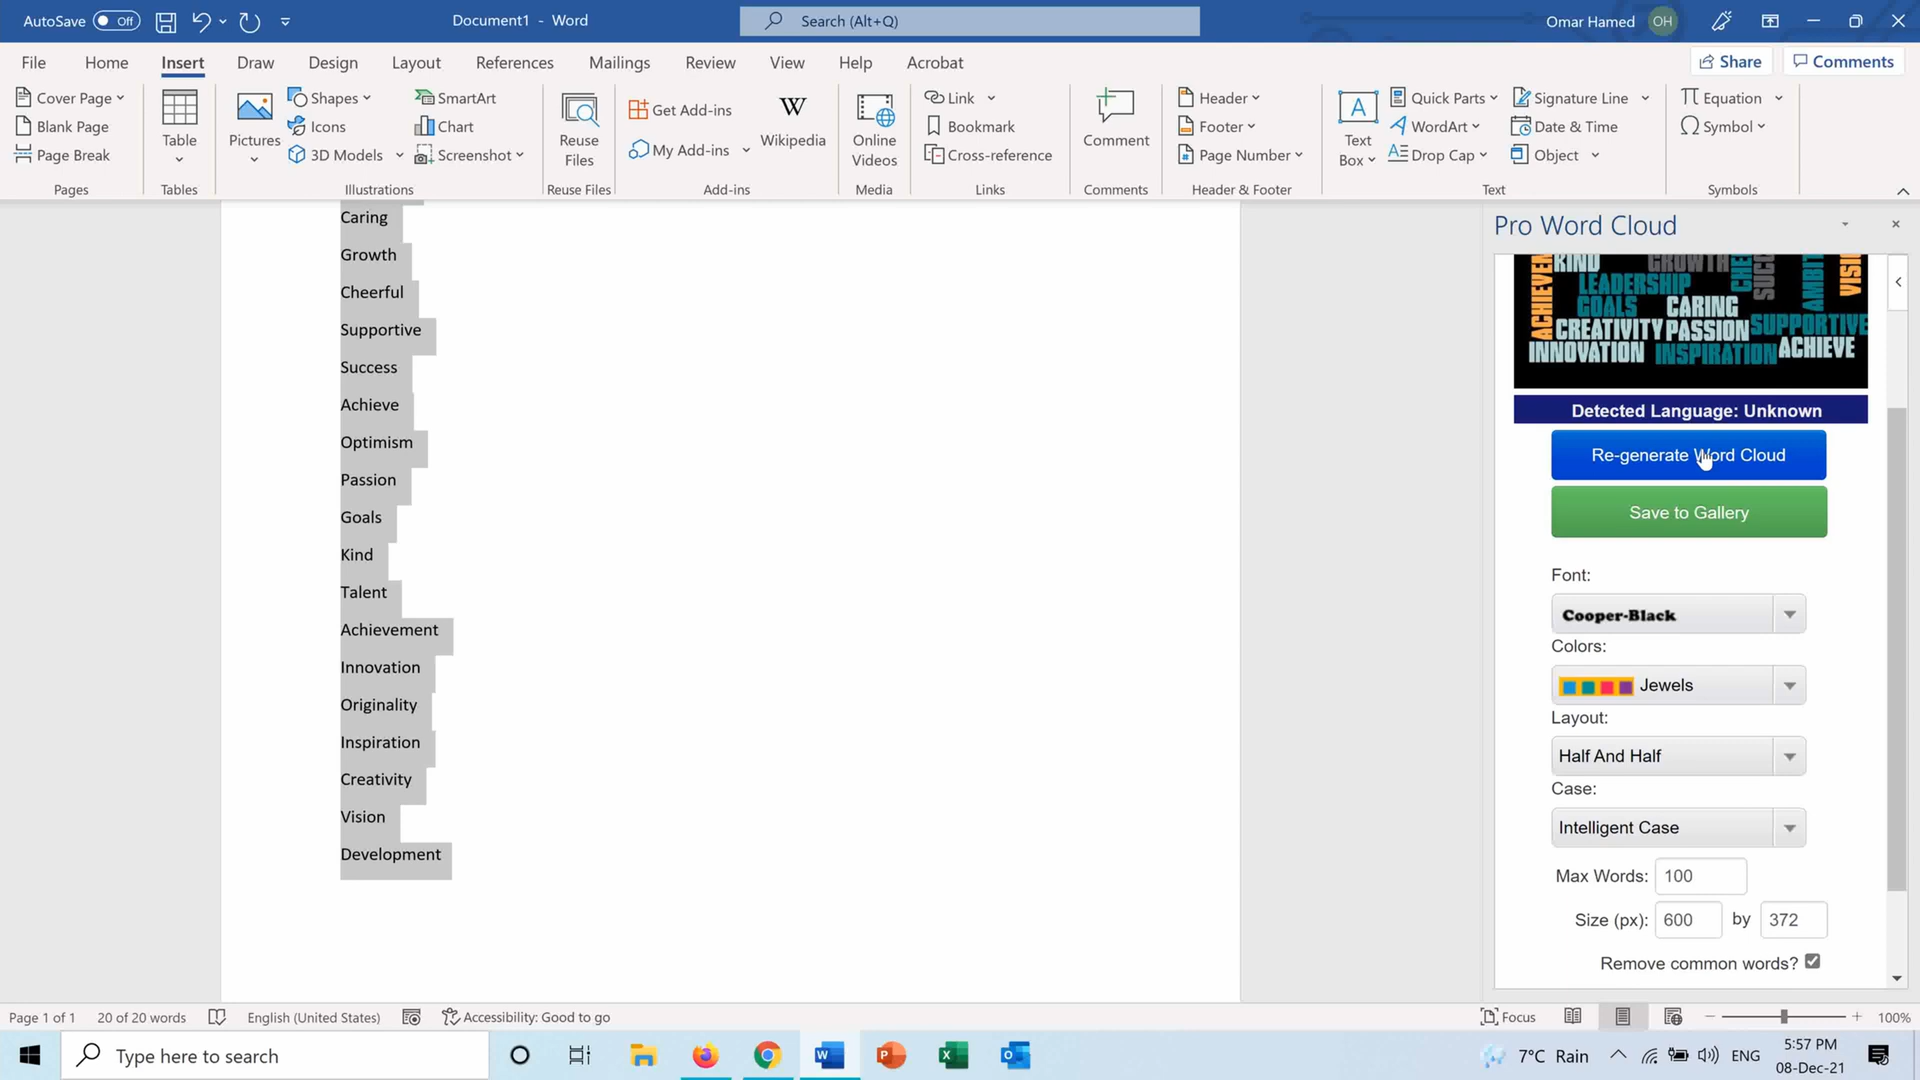 AutoSave Off
Document1 - Word
Search (Alt+Q)
Omar Hamed OH
File Home Insert Draw Design Layout References Mailings Review View Help Acrobat
Share Comments
Cover Page
Blank Page
Page Break
Pages
Table
Tables
Pictures
Shapes
Icons
3D Models
SmartArt
Chart
Screenshot
Illustrations
Reuse
Files
Reuse Files
Get Add-ins
My Add-ins
W
Wikipedia
Add-ins
Online
Videos
Media
Link
Bookmark
Cross-reference
Links
Comment
Comments
Header
Footer
Page Number
Header & Footer
A
Text
Box
Quick Parts
WordArt
Drop Cap
Signature Line
Date & Time
Object
Text
Equation
Symbol
Symbols
Caring
Growth
Cheerful
Supportive
Success
Achieve
Optimism
Passion
Goals
Kind
Talent
Achievement
Innovation
Originality
Inspiration
Creativity
Vision
Development
Pro Word Cloud
KIND
GROWTH
LEADERSHIP
GOALS
CARING
CREATIVITY PASSION SUPPORTIVE
INNOVATION INSPIRATION ACHIEVE
Detected Language: Unknown
Re-generate Word Cloud
Save to Gallery
Font:
Cooper-Black
Colors:
Jewels
Layout:
Half And Half
Case:
Intelligent Case
Max Words: 100
Size (px): 600 by 372
Remove common words?
Page 1 of 1 20 of 20 words English (United States) Accessibility: Good to go
Focus
100%
Type here to search
7°C Rain
ENG
5:57 PM
08-Dec-21